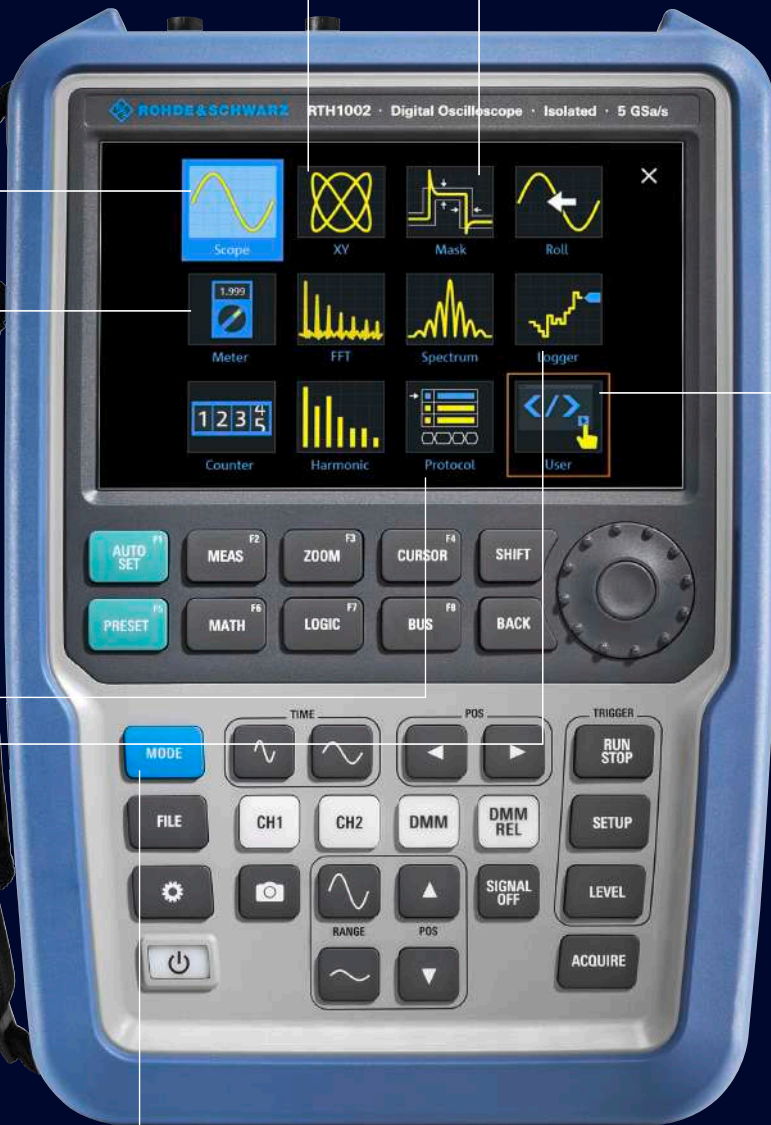 ROHDE&SCHWARZ RTH1002 · Digital Oscilloscope · Isolated · 5 GSa/s
Scope XY Mask Roll
1.999
Meter FFT Spectrum Logger
1 2 3 4 5
Counter Harmonic Protocol User
</>
AUTO SET F1 MEAS F2 ZOOM F3 CURSOR F4 SHIFT
PRESET F5 MATH F6 LOGIC F7 BUS F8 BACK
TIME POS TRIGGER
MODE RUN STOP
FILE CH1 CH2 DMM DMM REL SETUP
SIGNAL OFF LEVEL
RANGE POS
ACQUIRE